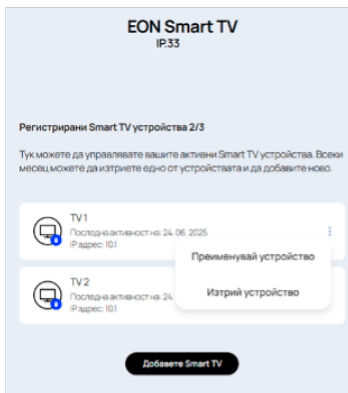 EON Smart TV
IP.33
Регистрирани Smart TV устройства 2/3
Тук можете да управлявате вашите активни Smart TV устройства. Всеки
месец можете да изтриете едно от устройствата и да добавите ново.
TV 1
Последна активност на: 24. 06. 2025
IP адрес: 10.1
Преименувай устройство
Изтрий устройство
TV 2
Последна активност на: 24.
IP адрес: 10.1
Добавете Smart TV